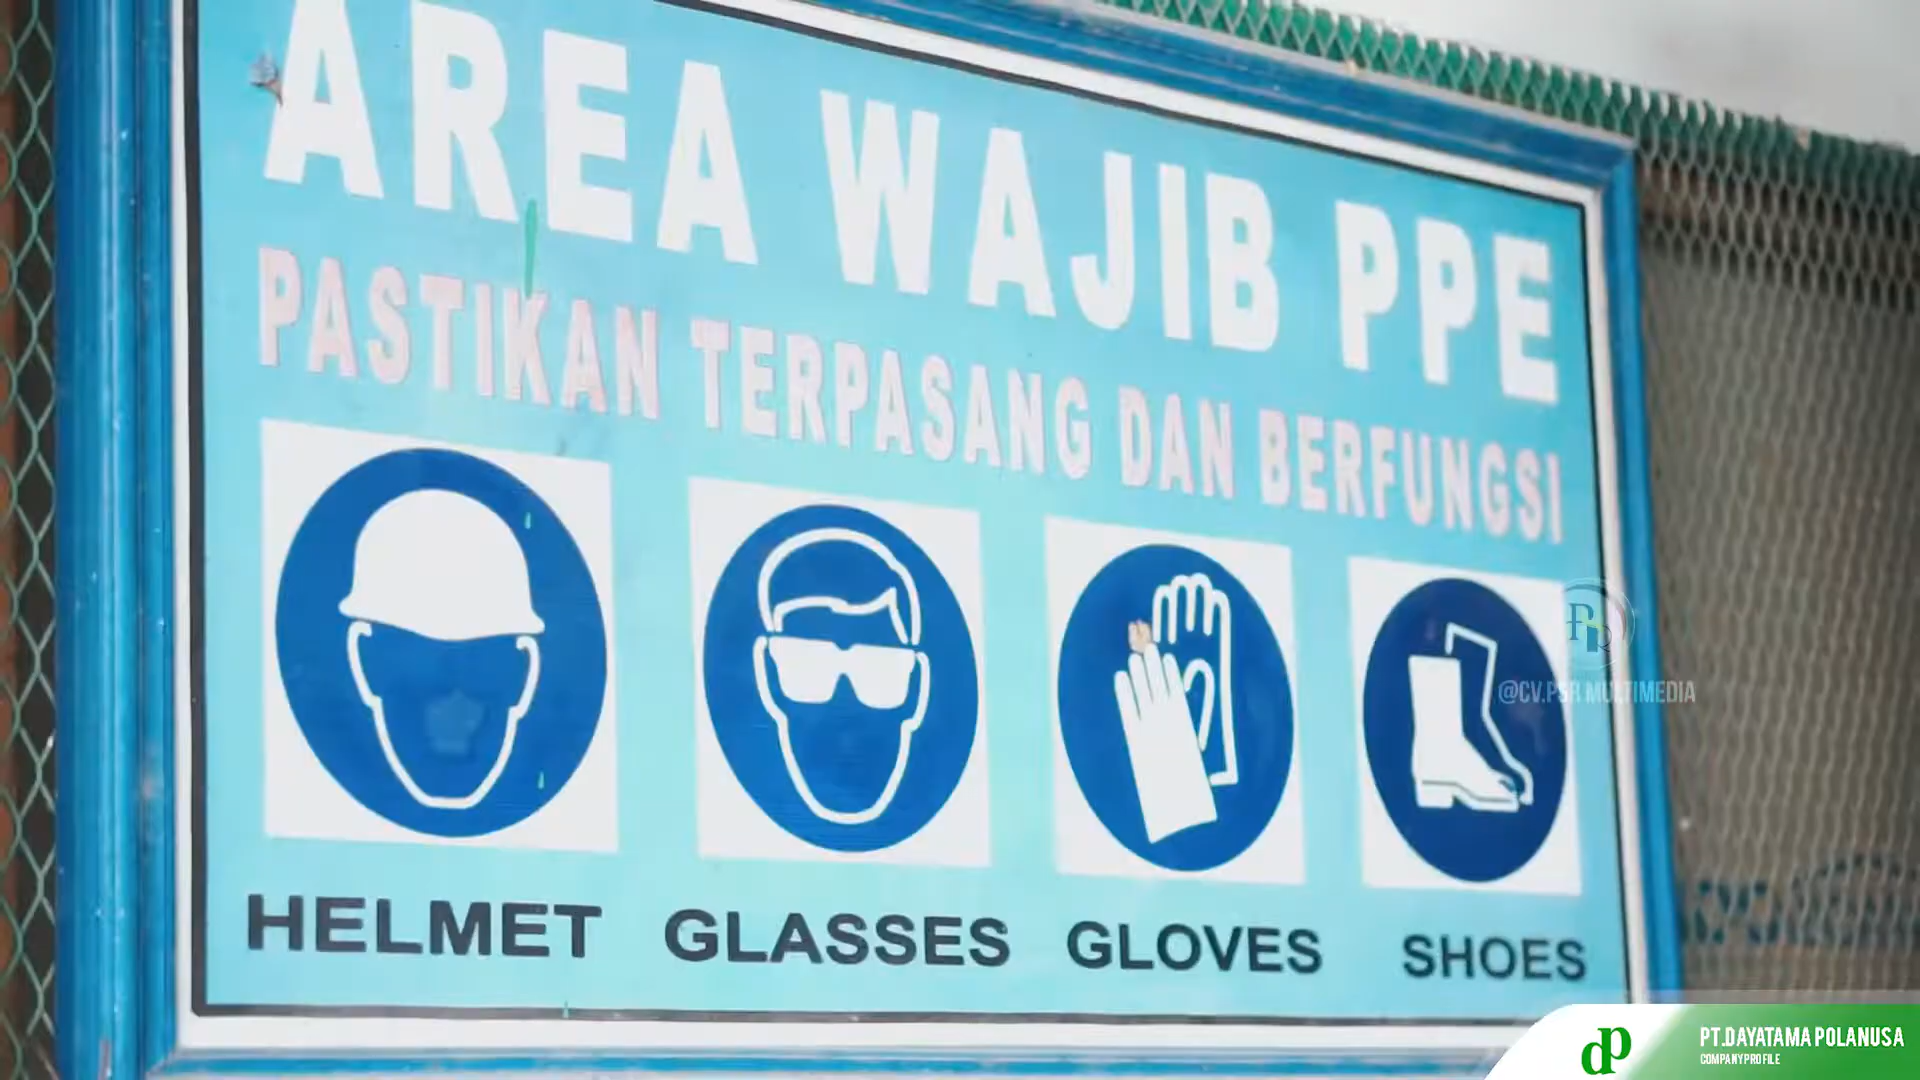 AREA WAJIB PPE
PASTIKAN TERPASANG DAN BERFUNGSI
HELMET GLASSES GLOVES SHOES
@CV.PSR MULTIMEDIA
dp
PT.DAYATAMA POLANUSA
COMPANY PROFILE